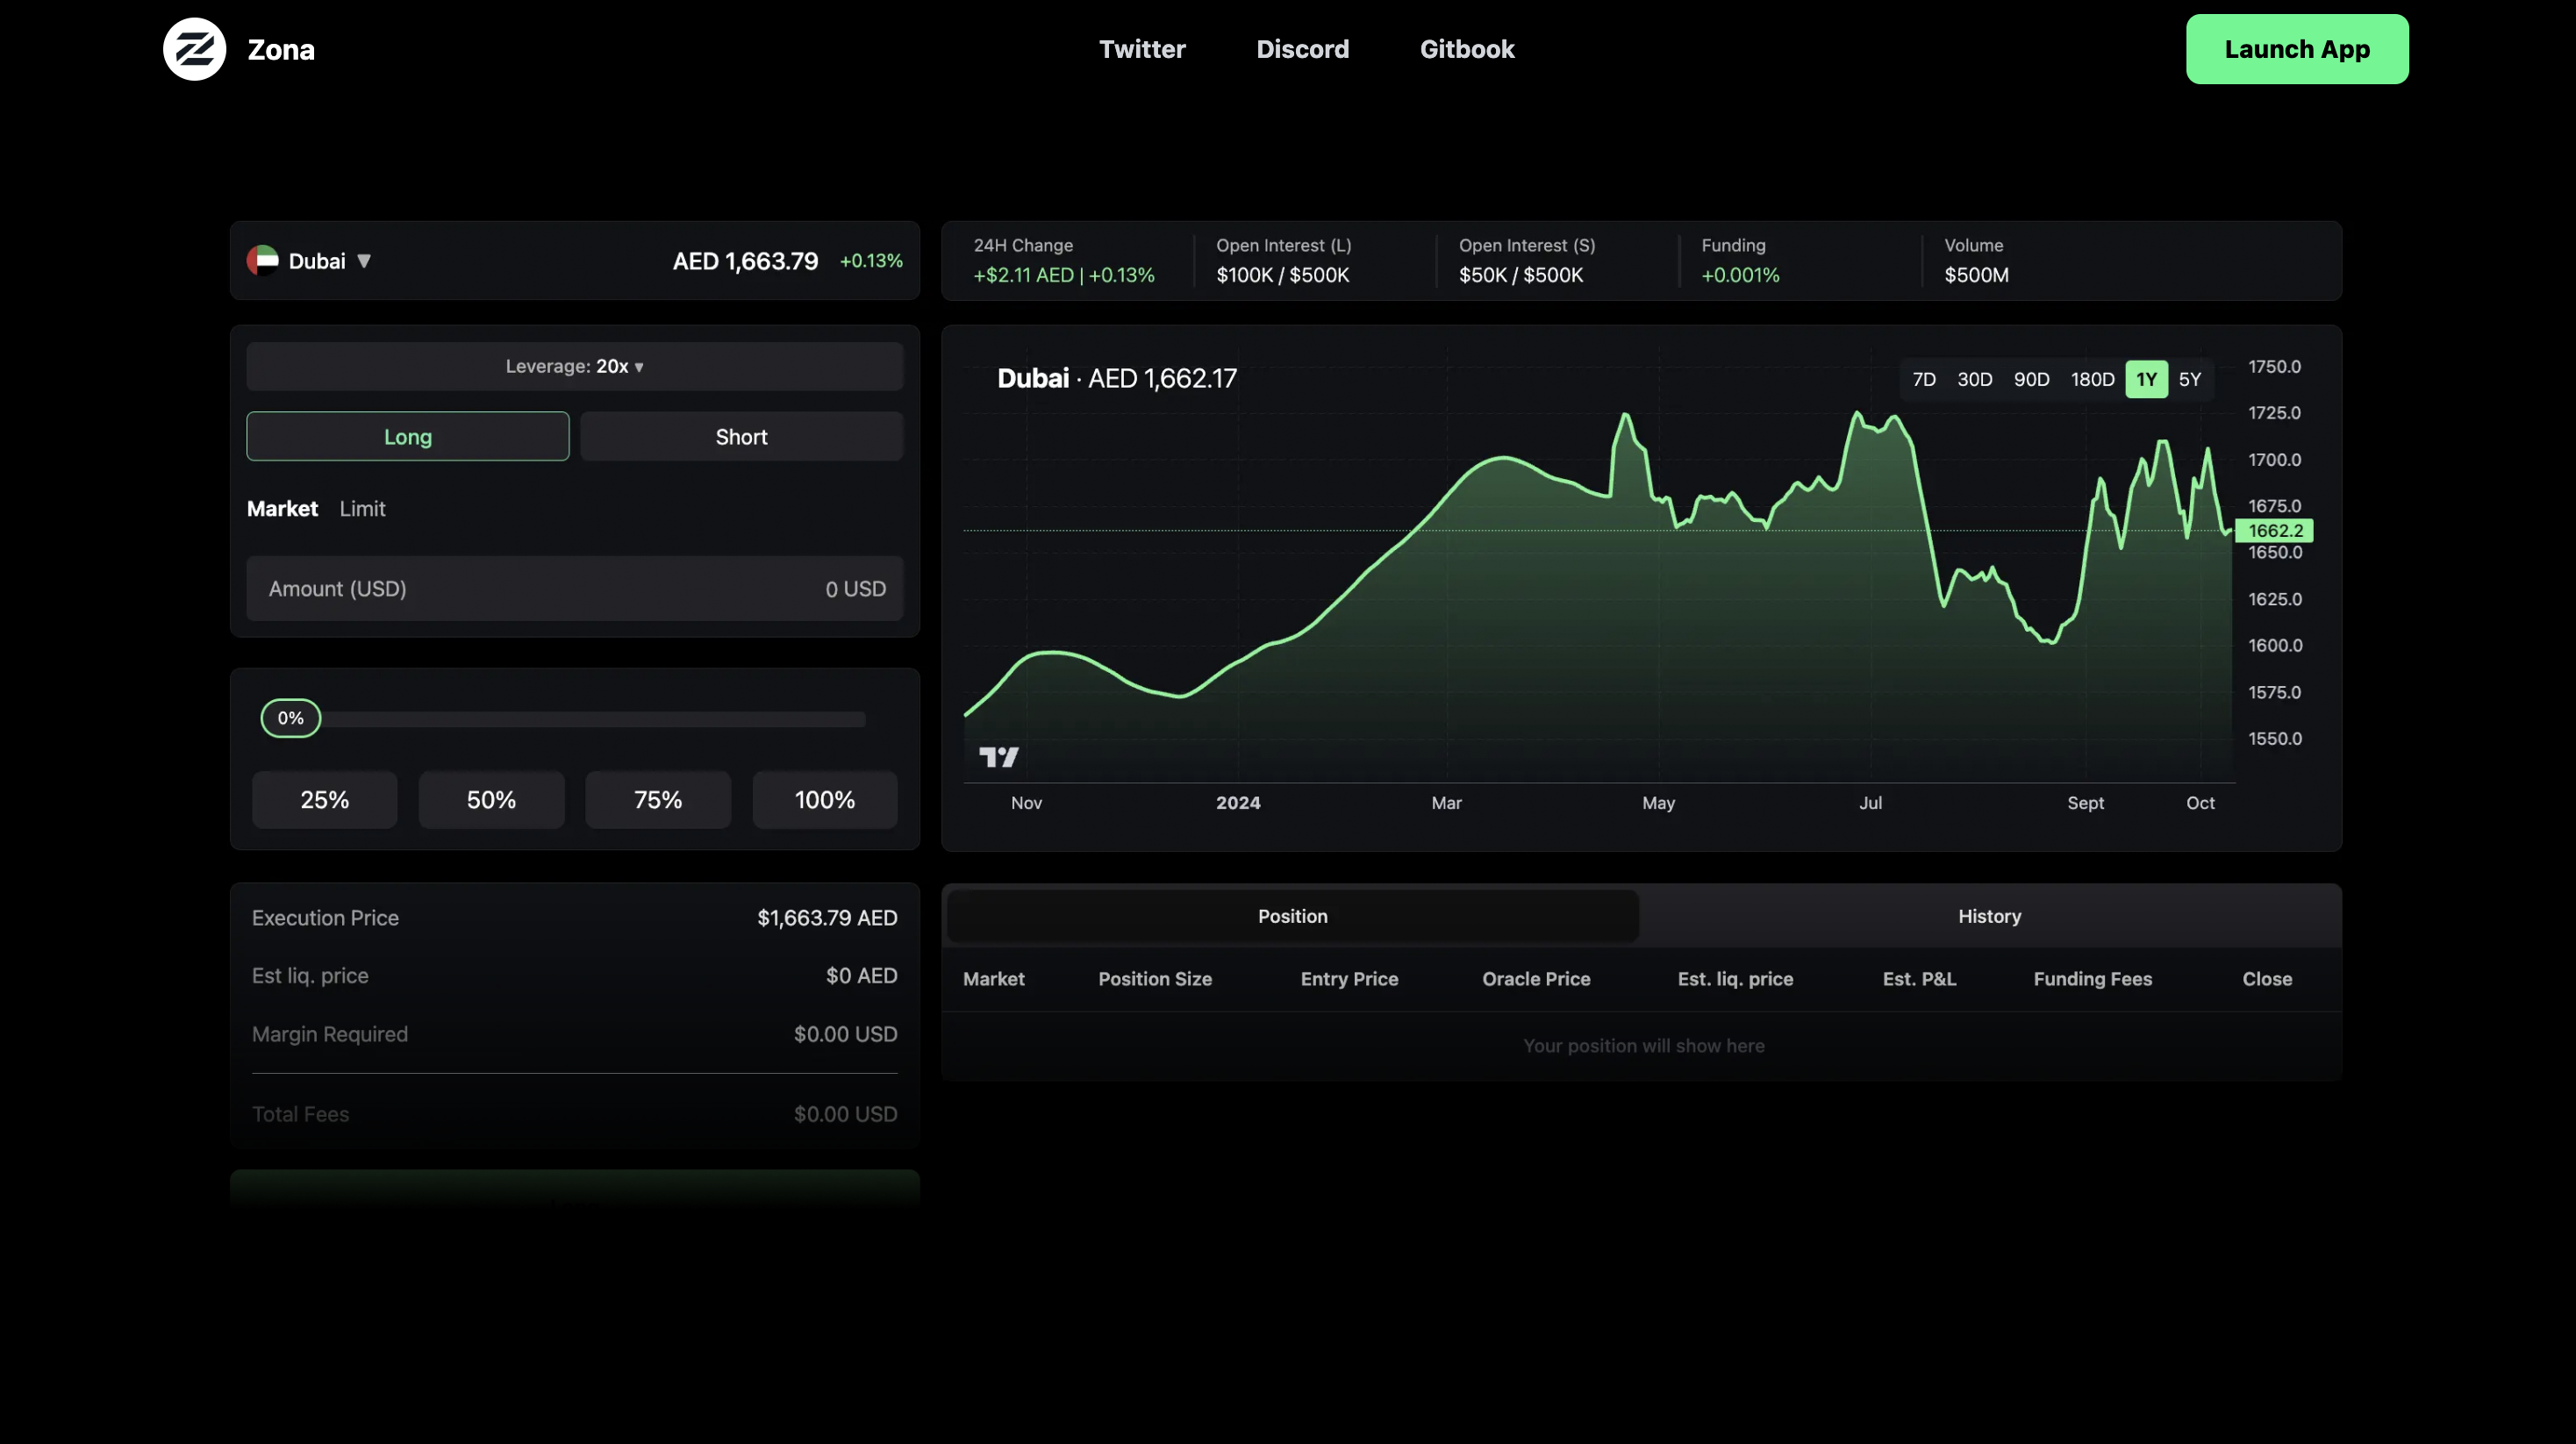 Zona
Twitter
Discord
Gitbook
Launch App
Dubai ▼
AED 1,663.79
+0.13%
24H Change
+$2.11 AED | +0.13%
Open Interest (L)
$100K / $500K
Open Interest (S)
$50K / $500K
Funding
+0.001%
Volume
$500M
Leverage: 20x ▾
Long
Short
Market
Limit
Amount (USD)
0 USD
0%
25%
50%
75%
100%
Execution Price
$1,663.79 AED
Est liq. price
$0 AED
Margin Required
$0.00 USD
Total Fees
$0.00 USD
Dubai · AED 1,662.17
7D
30D
90D
180D
1Y
5Y
1750.0
1725.0
1700.0
1675.0
1662.2
1650.0
1625.0
1600.0
1575.0
1550.0
Nov
2024
Mar
May
Jul
Sept
Oct
Position
History
Market
Position Size
Entry Price
Oracle Price
Est. liq. price
Est. P&L
Funding Fees
Close
Your position will show here